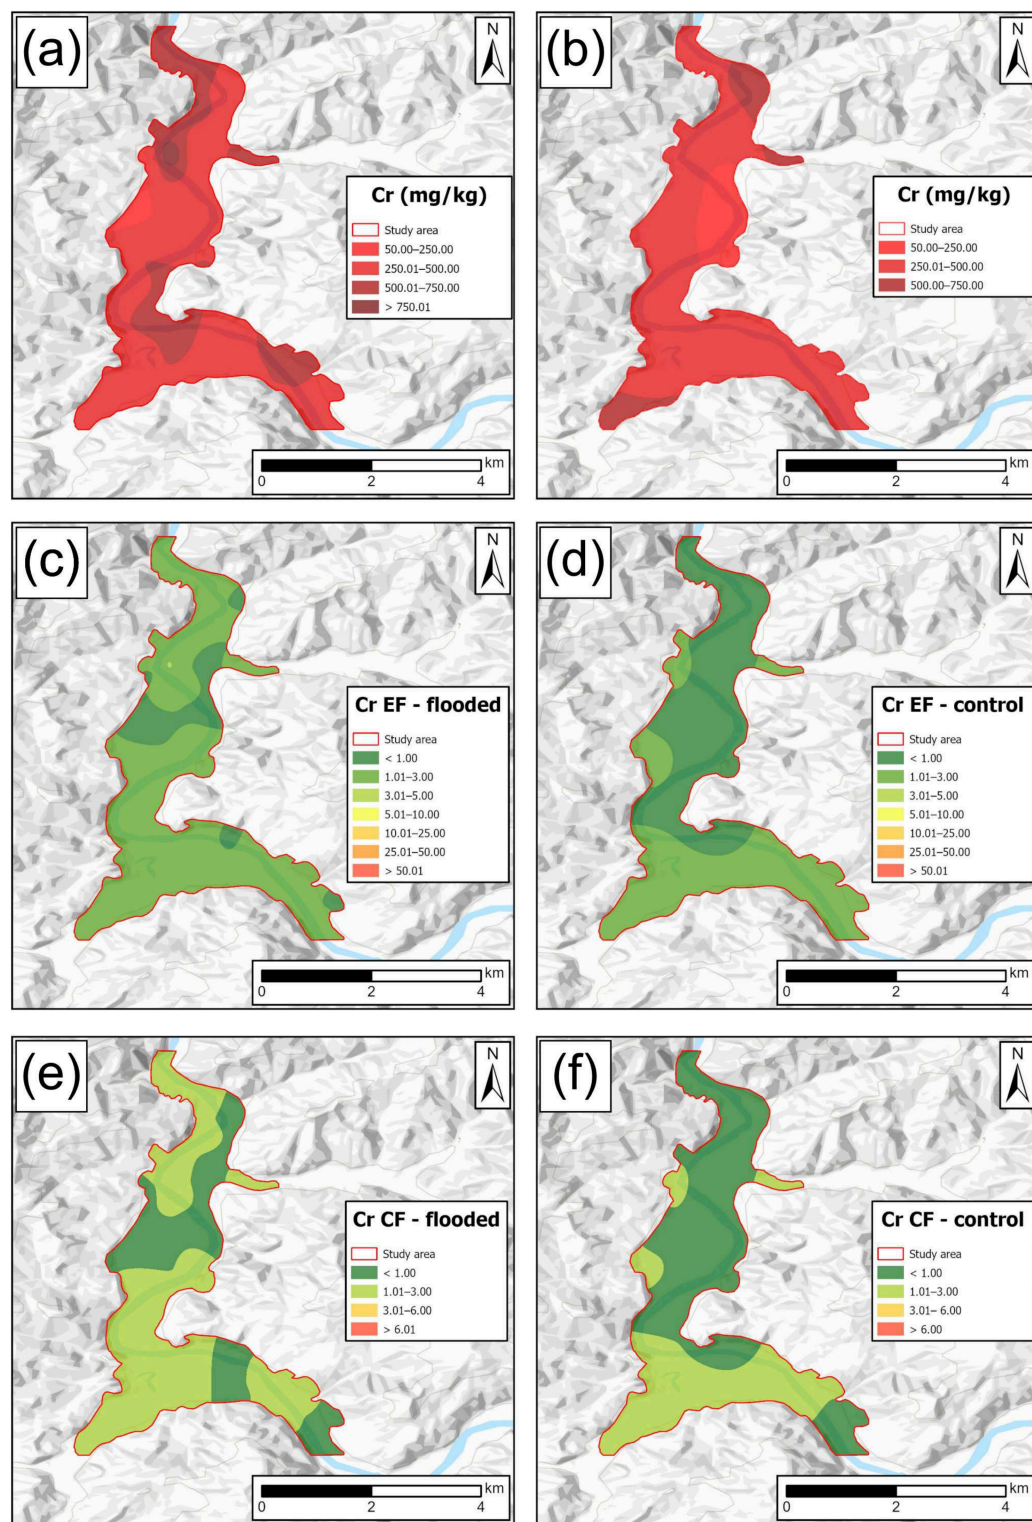 (a)
N
Cr (mg/kg)
Study area
50.00–250.00
250.01–500.00
500.01–750.00
> 750.01
km
0 2 4
(b)
N
Cr (mg/kg)
Study area
50.00–250.00
250.01–500.00
500.00–750.00
km
0 2 4
(c)
N
Cr EF - flooded
Study area
< 1.00
1.01–3.00
3.01–5.00
5.01–10.00
10.01–25.00
25.01–50.00
> 50.01
km
0 2 4
(d)
N
Cr EF - control
Study area
< 1.00
1.01–3.00
3.01–5.00
5.01–10.00
10.01–25.00
25.01–50.00
> 50.01
km
0 2 4
(e)
N
Cr CF - flooded
Study area
< 1.00
1.01–3.00
3.01–6.00
> 6.01
km
0 2 4
(f)
N
Cr CF - control
Study area
< 1.00
1.01–3.00
3.01– 6.00
> 6.00
km
0 2 4